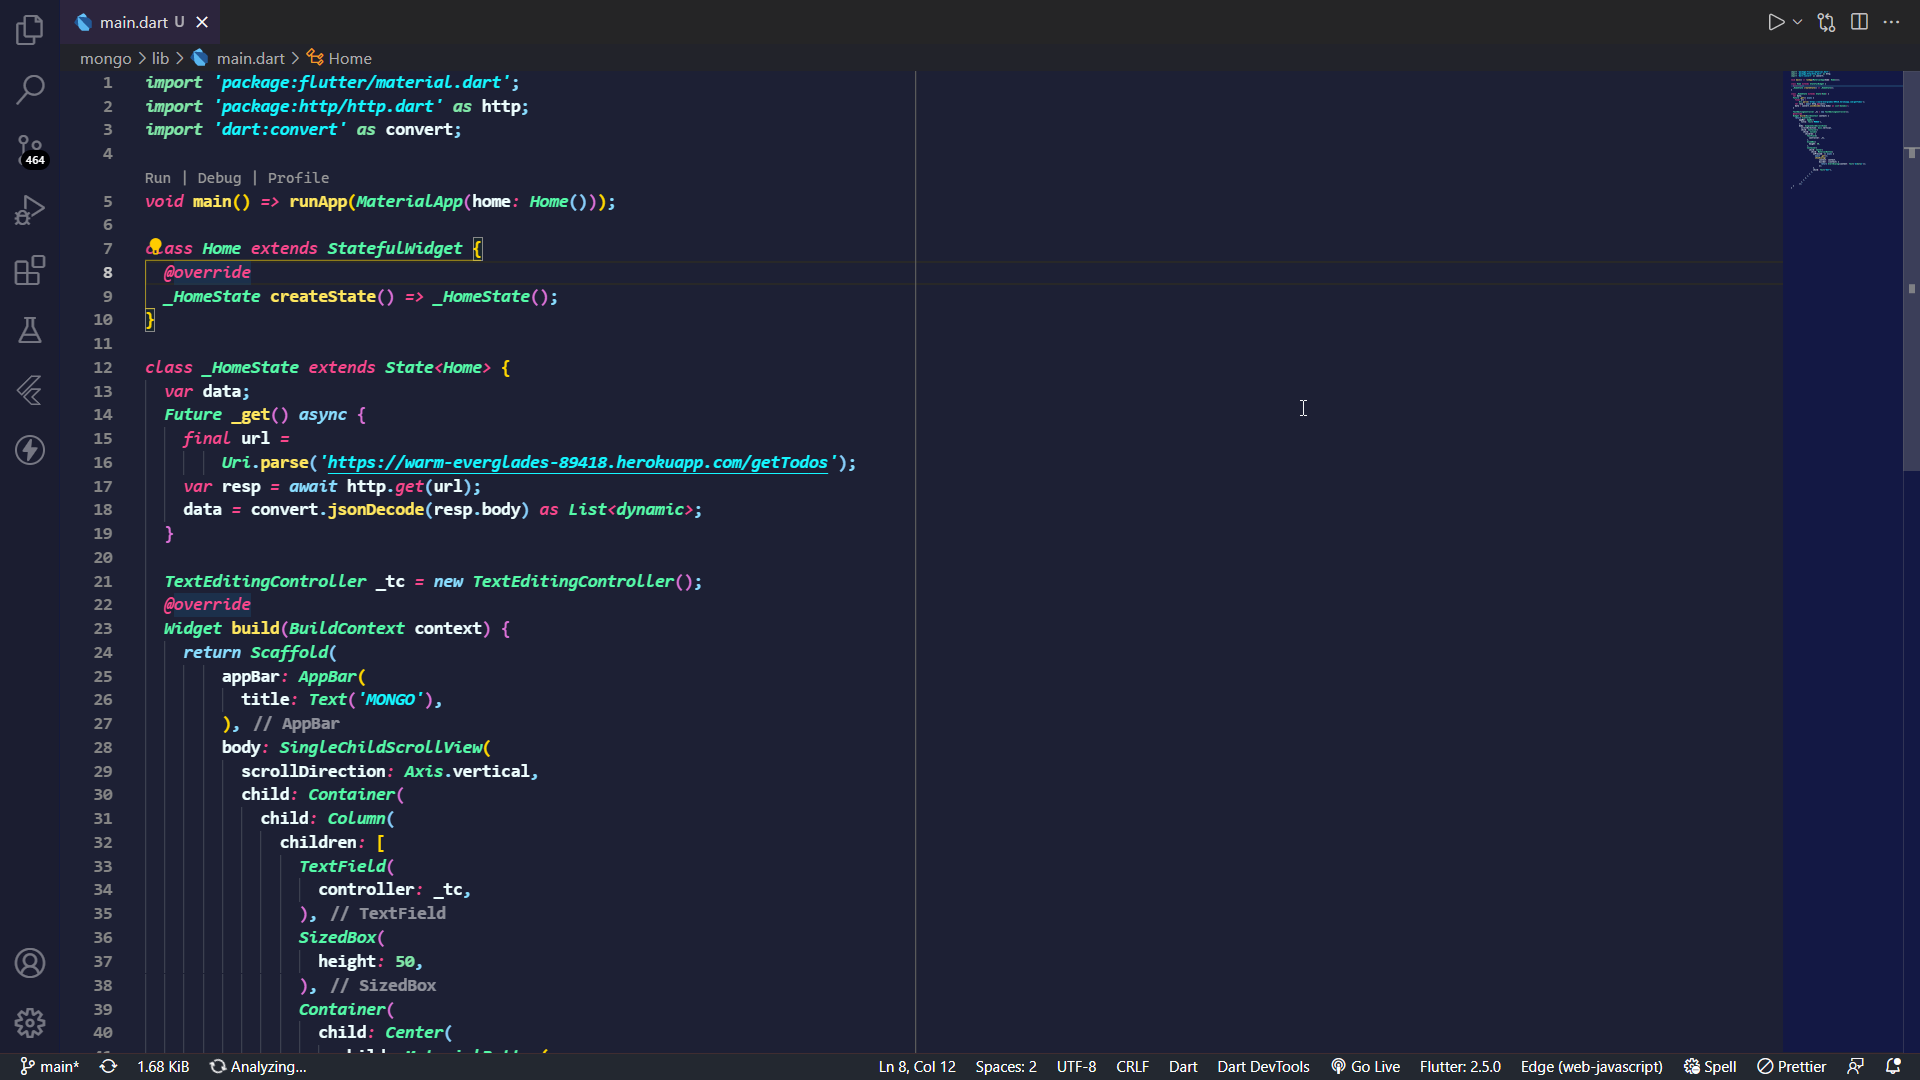 main.dart U
mongo > lib > main.dart > Home
1 import 'package:flutter/material.dart';
2 import 'package:http/http.dart' as http;
3 import 'dart:convert' as convert;
4
Run | Debug | Profile
5 void main() => runApp(MaterialApp(home: Home()));
6
7 class Home extends StatefulWidget {
8 @override
9 _HomeState createState() => _HomeState();
10 }
11
12 class _HomeState extends State<Home> {
13 var data;
14 Future _get() async {
15 final url =
16 Uri.parse('https://warm-everglades-89418.herokuapp.com/getTodos');
17 var resp = await http.get(url);
18 data = convert.jsonDecode(resp.body) as List<dynamic>;
19 }
20
21 TextEditingController _tc = new TextEditingController();
22 @override
23 Widget build(BuildContext context) {
24 return Scaffold(
25 appBar: AppBar(
26 title: Text('MONGO'),
27 ), // AppBar
28 body: SingleChildScrollView(
29 scrollDirection: Axis.vertical,
30 child: Container(
31 child: Column(
32 children: [
33 TextField(
34 controller: _tc,
35 ), // TextField
36 SizedBox(
37 height: 50,
38 ), // SizedBox
39 Container(
40 child: Center(
464
main* 1.68 KiB Analyzing... Ln 8, Col 12 Spaces: 2 UTF-8 CRLF Dart Dart DevTools Go Live Flutter: 2.5.0 Edge (web-javascript) Spell Prettier